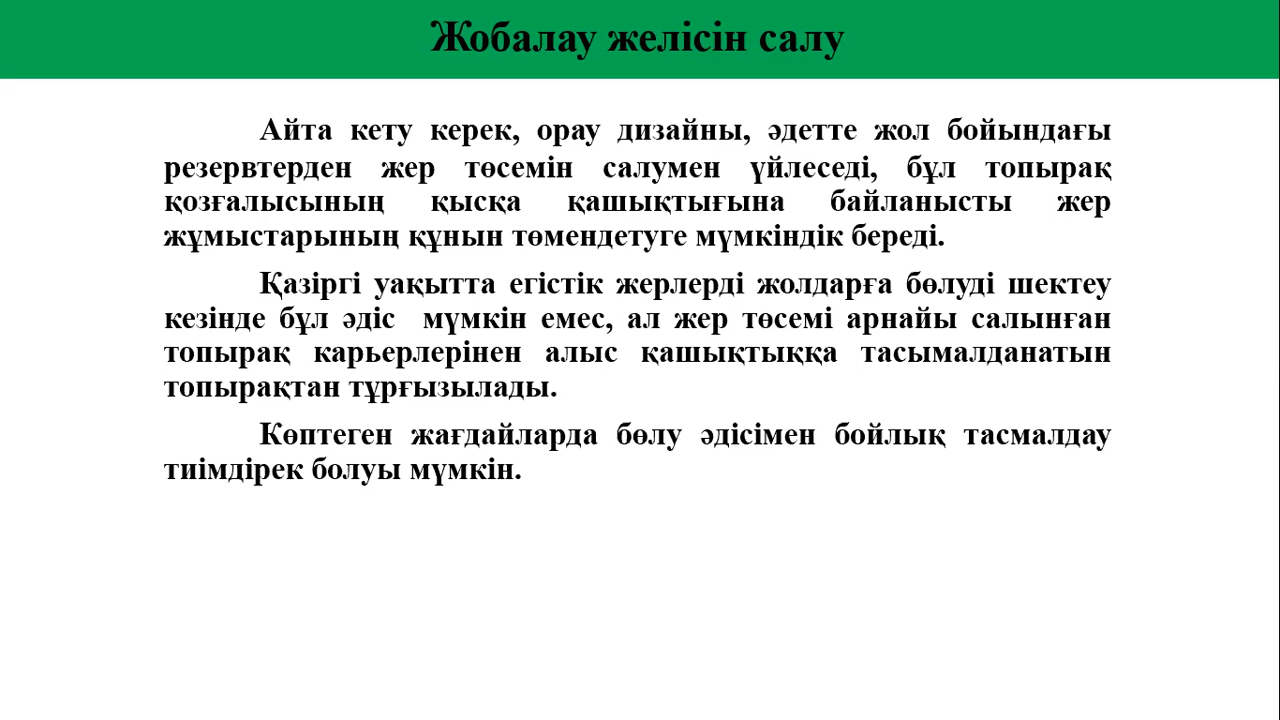 Жобалау желісін салу
Айта кету керек, орау дизайны, әдетте жол бойындағы
резервтерден жер төсемін салумен үйлеседі, бұл топырақ
қозғалысының қысқа қашықтығына байланысты жер
жұмыстарының құнын төмендетуге мүмкіндік береді.
Қазіргі уақытта егістік жерлерді жолдарға бөлуді шектеу
кезінде бұл әдіс мүмкін емес, ал жер төсемі арнайы салынған
топырақ карьерлерінен алыс қашықтыққа тасымалданатын
топырақтан тұрғызылады.
Көптеген жағдайларда бөлу әдісімен бойлық тасмалдау
тиімдірек болуы мүмкін.